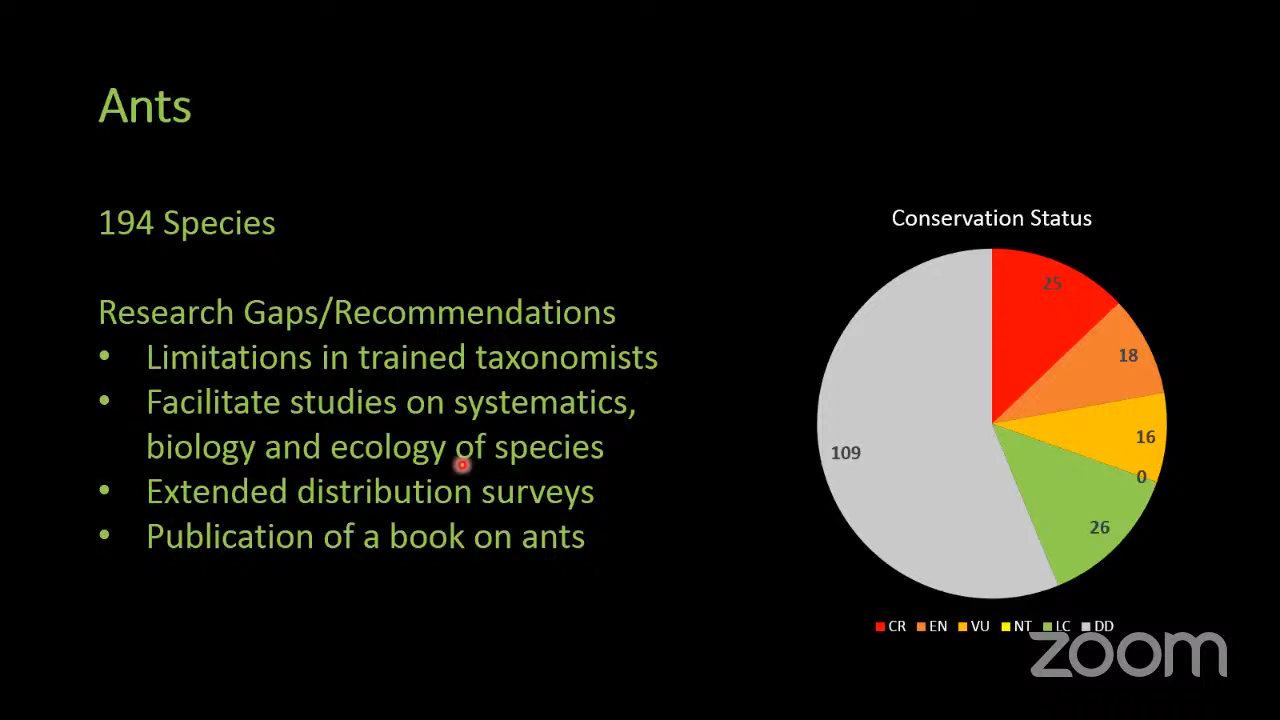 Ants
194 Species
Research Gaps/Recommendations
• Limitations in trained taxonomists
• Facilitate studies on systematics,
biology and ecology of species
• Extended distribution surveys
• Publication of a book on ants
Conservation Status
25
18
16
0
26
109
CR EN VU NT LC DD
zoom